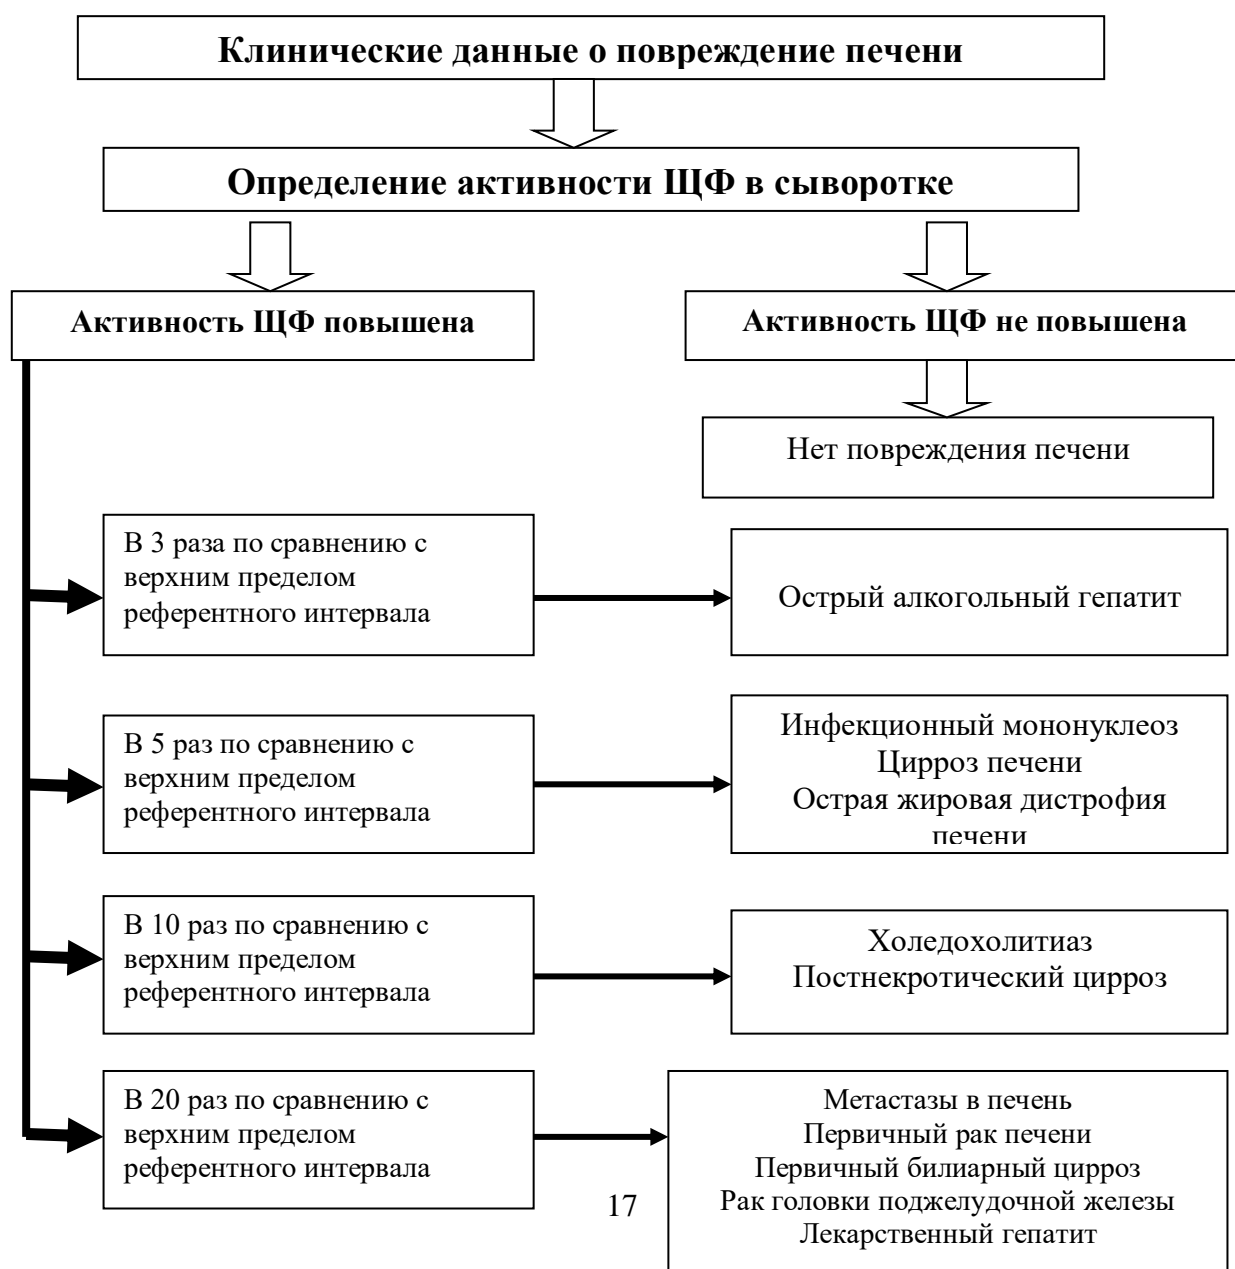 Клинические данные о повреждение печени
Определение активности ЩФ в сыворотке
Активность ЩФ повышена
Активность ЩФ не повышена
Нет повреждения печени
В 3 раза по сравнению с
верхним пределом
референтного интервала
Острый алкогольный гепатит
В 5 раз по сравнению с
верхним пределом
референтного интервала
Инфекционный мононуклеоз
Цирроз печени
Острая жировая дистрофия
печени
В 10 раз по сравнению с
верхним пределом
референтного интервала
Холедохолитиаз
Постнекротический цирроз
В 20 раз по сравнению с
верхним пределом
референтного интервала
Метастазы в печень
Первичный рак печени
Первичный билиарный цирроз
Рак головки поджелудочной железы
Лекарственный гепатит
17